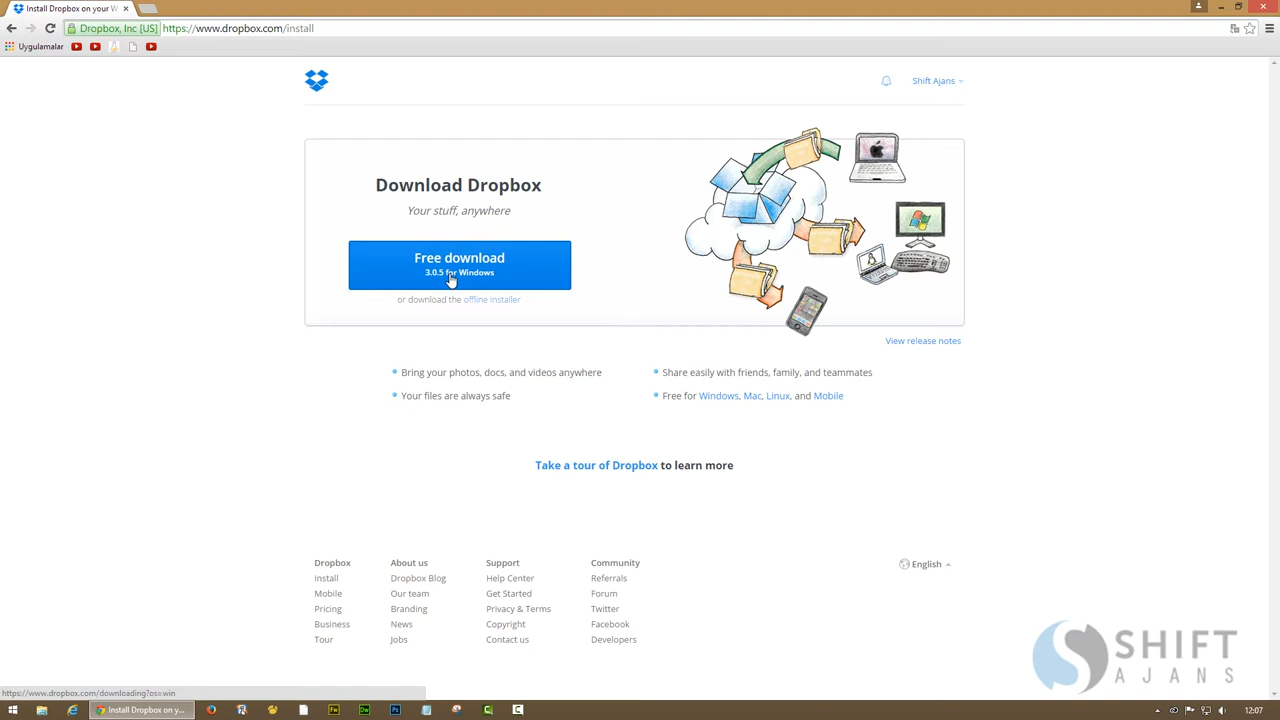 Install Dropbox on your W
Dropbox, Inc [US]
https://www.dropbox.com/install
Uygulamalar
Shift Ajans
Download Dropbox
Your stuff, anywhere
Free download
3.0.5 for Windows
or download the offline installer
View release notes
Bring your photos, docs, and videos anywhere
Share easily with friends, family, and teammates
Your files are always safe
Free for Windows, Mac, Linux, and Mobile
Take a tour of Dropbox to learn more
Dropbox
Install
Mobile
Pricing
Business
Tour
About us
Dropbox Blog
Our team
Branding
News
Jobs
Support
Help Center
Get Started
Privacy & Terms
Copyright
Contact us
Community
Referrals
Forum
Twitter
Facebook
Developers
English
SHIFT
AJANS
https://www.dropbox.com/downloading?os=win
Install Dropbox on y...
Fw
Dw
Ps
12:07